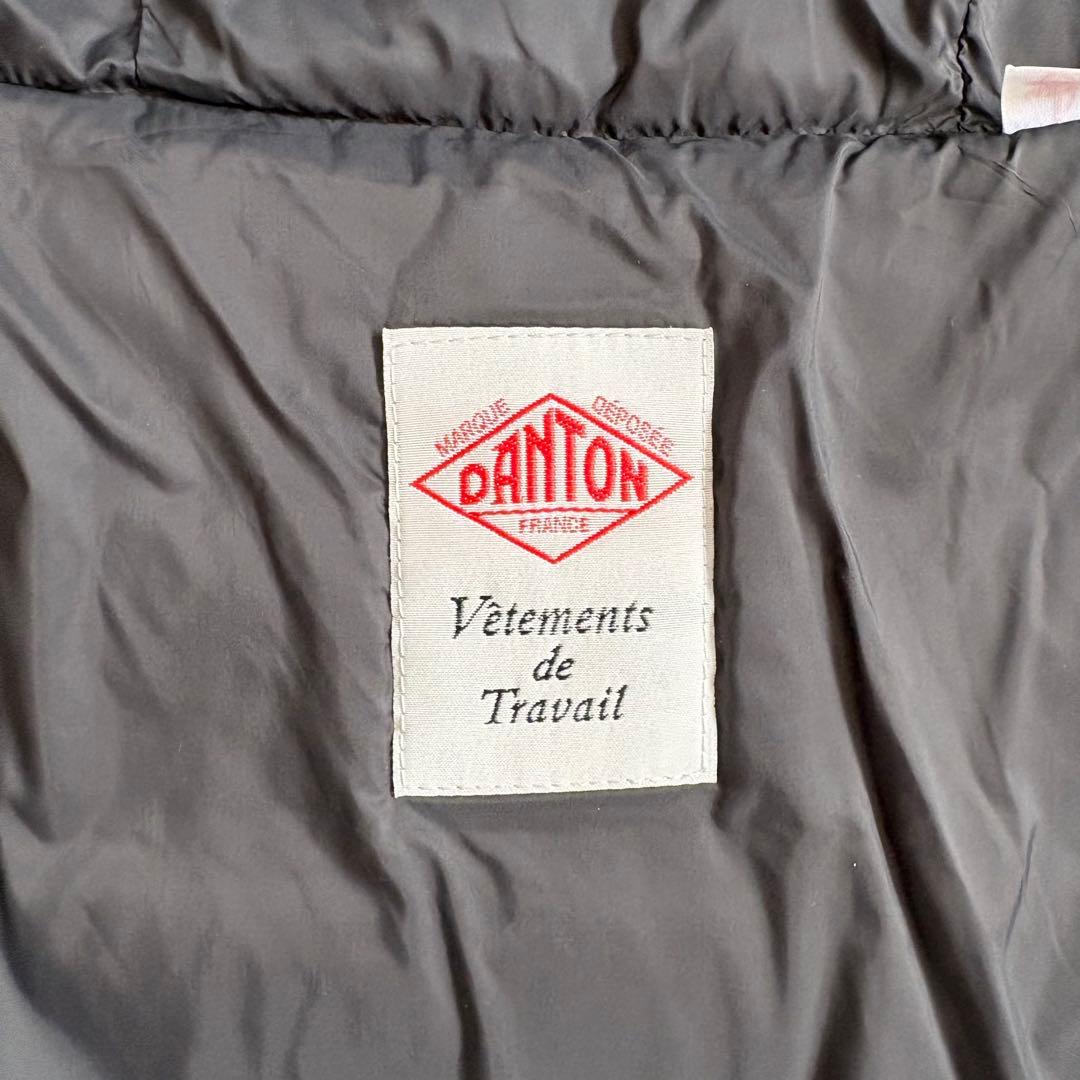 MARQUE DÉPOSÉE
DANTON
FRANCE
Vêtements
de
Travail